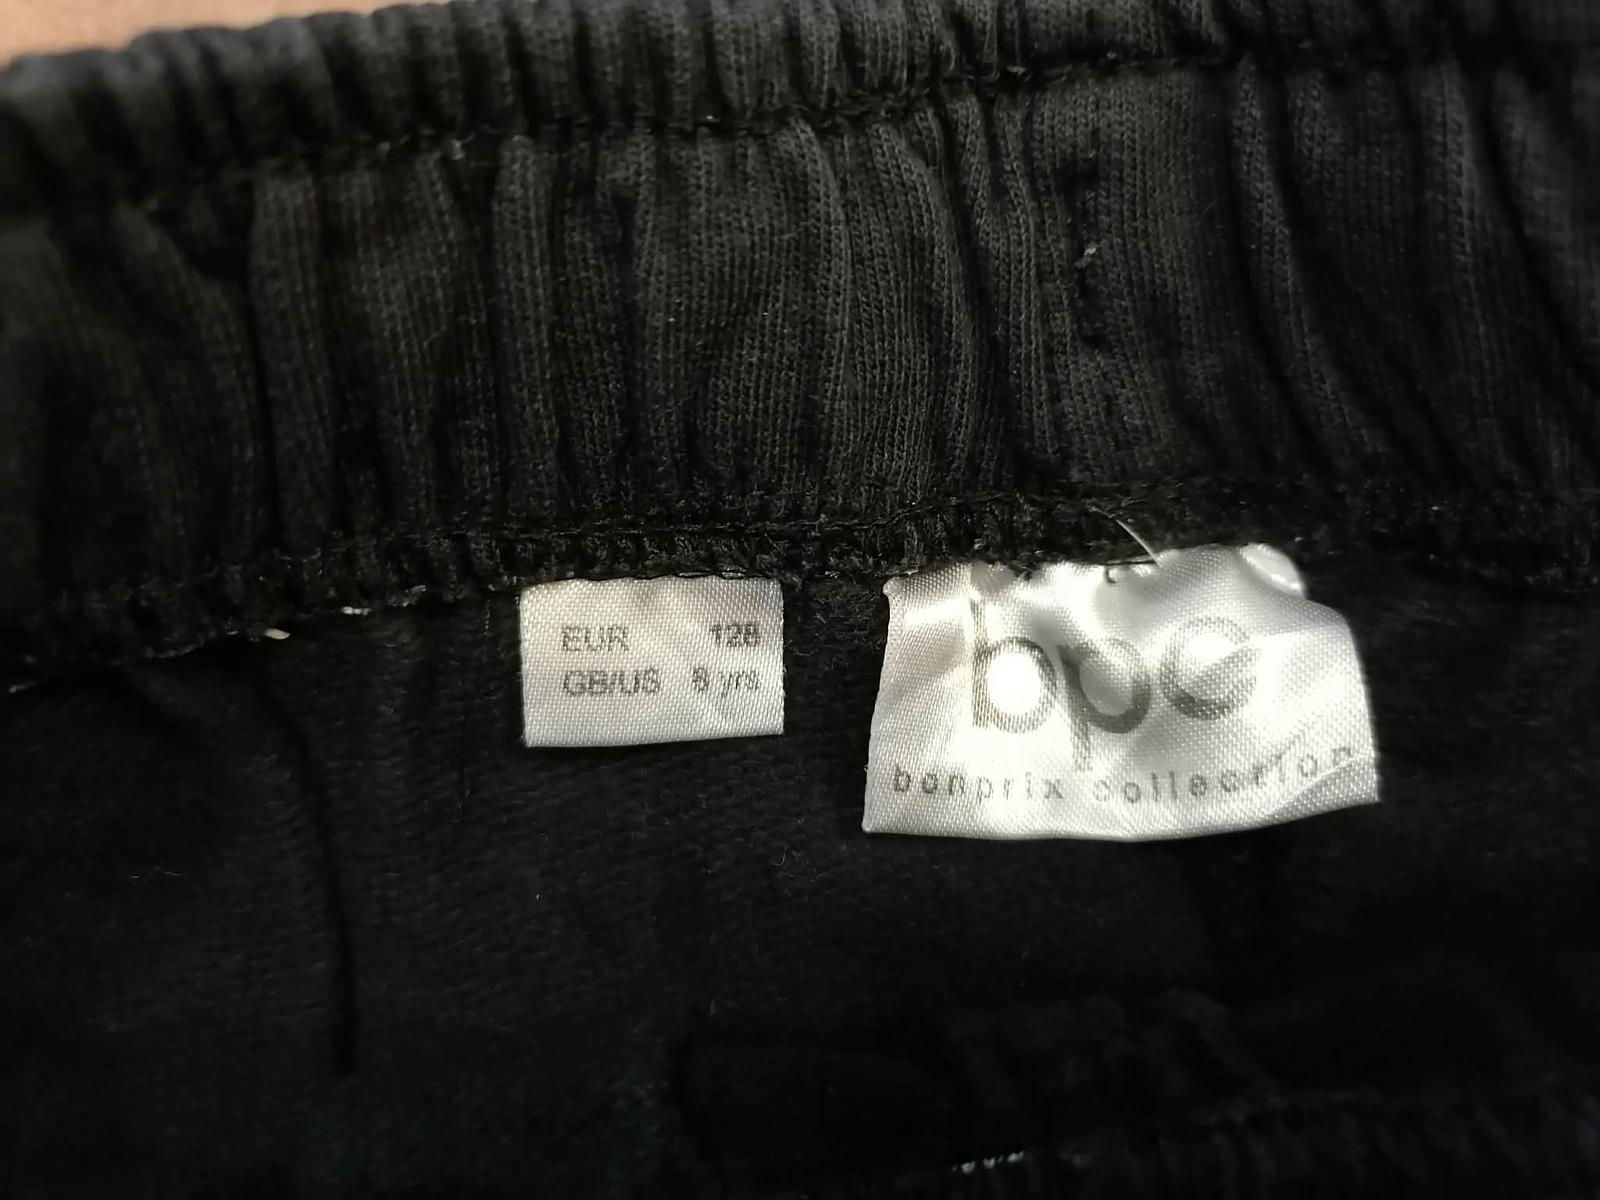 EUR 128
GB/US 8 yrs
bpc
bonprix collection